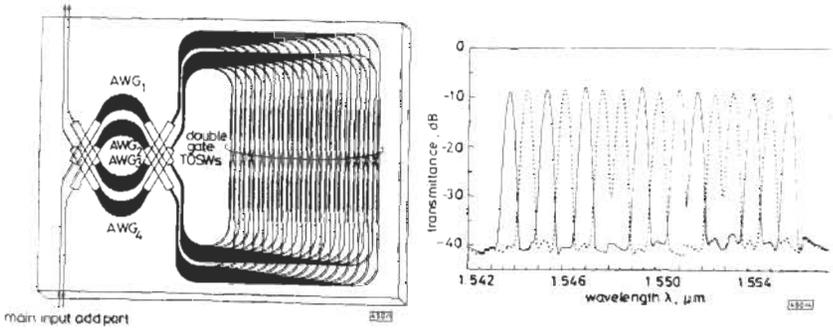 AWG1
AWG2
AWG3
AWG4
double
gate
TOSWs
main input add port
transmittance, dB
0
-10
-20
-30
-40
1.542
1.546
1.550
1.554
wavelength λ, μm